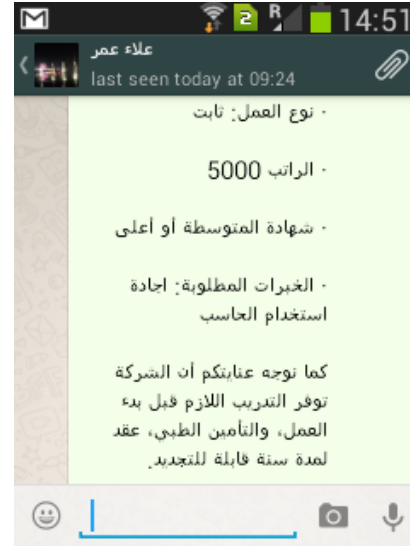 14:51
علاء عمر
last seen today at 09:24
· نوع العمل: ثابت
· الراتب 5000
· شهادة المتوسطة أو أعلى
· الخبرات المطلوبة: اجادة
استخدام الحاسب
كما نوجه عنايتكم أن الشركة
توفر التدريب اللازم قبل بدء
العمل، والتأمين الطبي، عقد
لمدة سنة قابلة للتجديد.